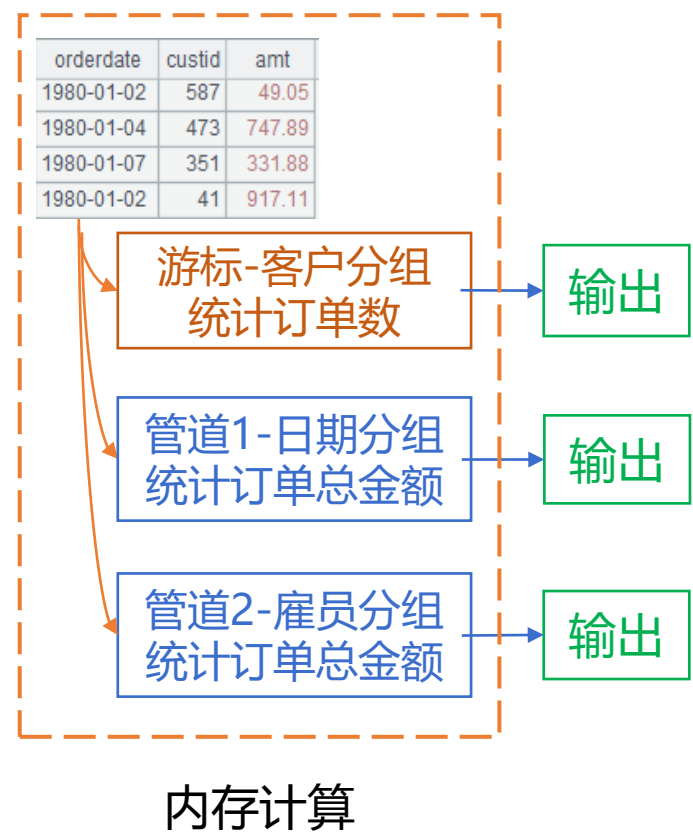 orderdate custid amt
1980-01-02 587 49.05
1980-01-04 473 747.89
1980-01-07 351 331.88
1980-01-02 41 917.11
游标-客户分组
统计订单数
输出
管道1-日期分组
统计订单总金额
输出
管道2-雇员分组
统计订单总金额
输出
内存计算